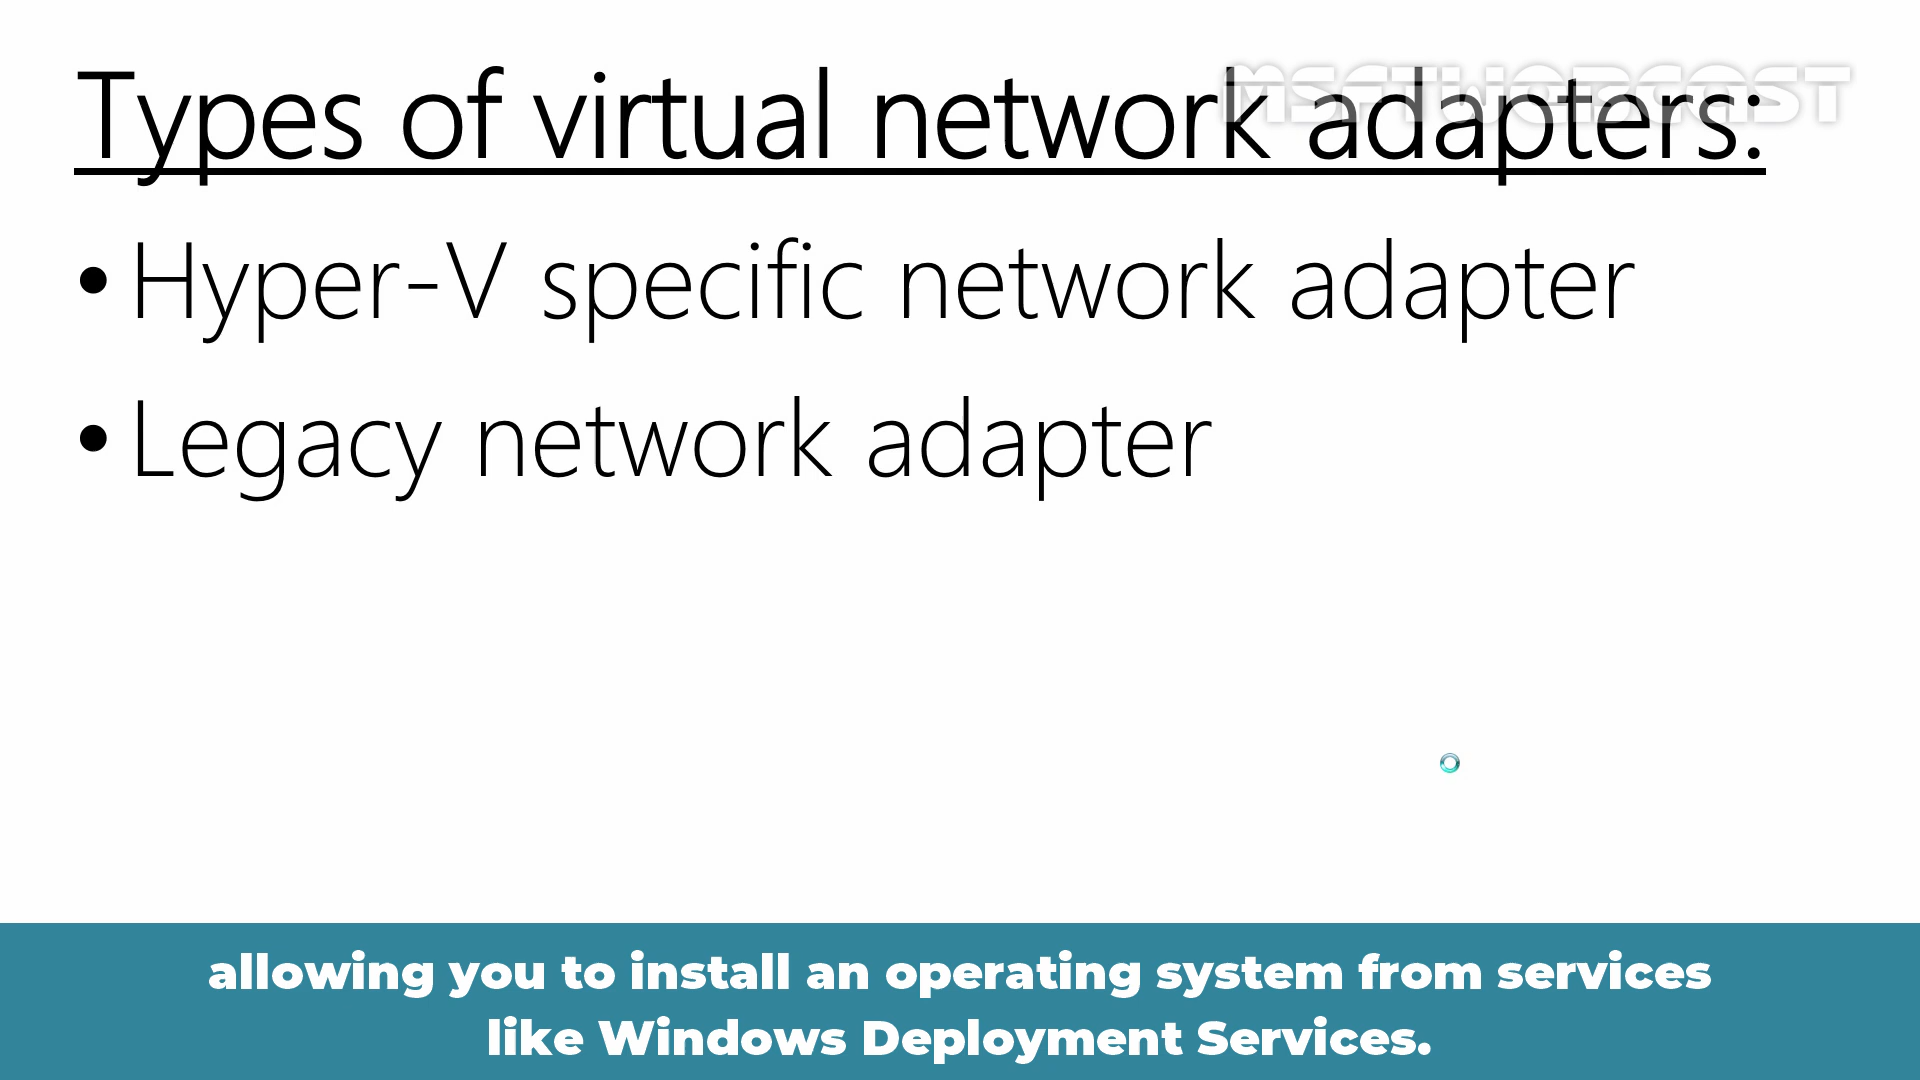 MSFTWEBCAST
Types of virtual network adapters:
• Hyper-V specific network adapter
• Legacy network adapter
allowing you to install an operating system from services
like Windows Deployment Services.